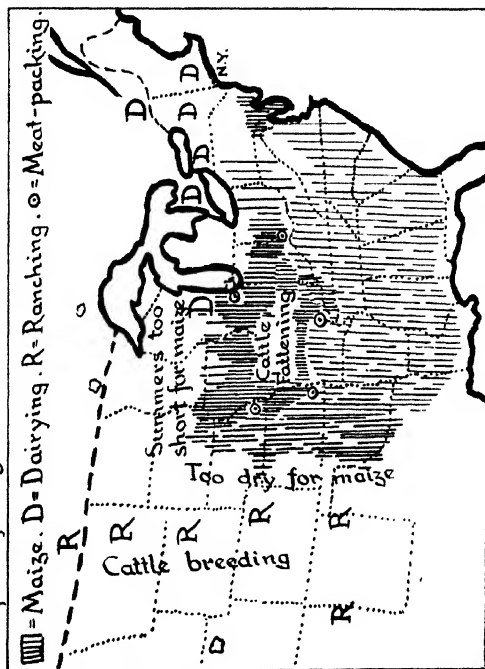 = Maize. D = Dairying. R = Ranching. ⊙ = Meat-packing.
D
D
D
N.Y.
D
D
D
Summers too
short for maize
D
Cattle
Fattening
Too dry for maize
R
R
R
R
R
Cattle breeding
R